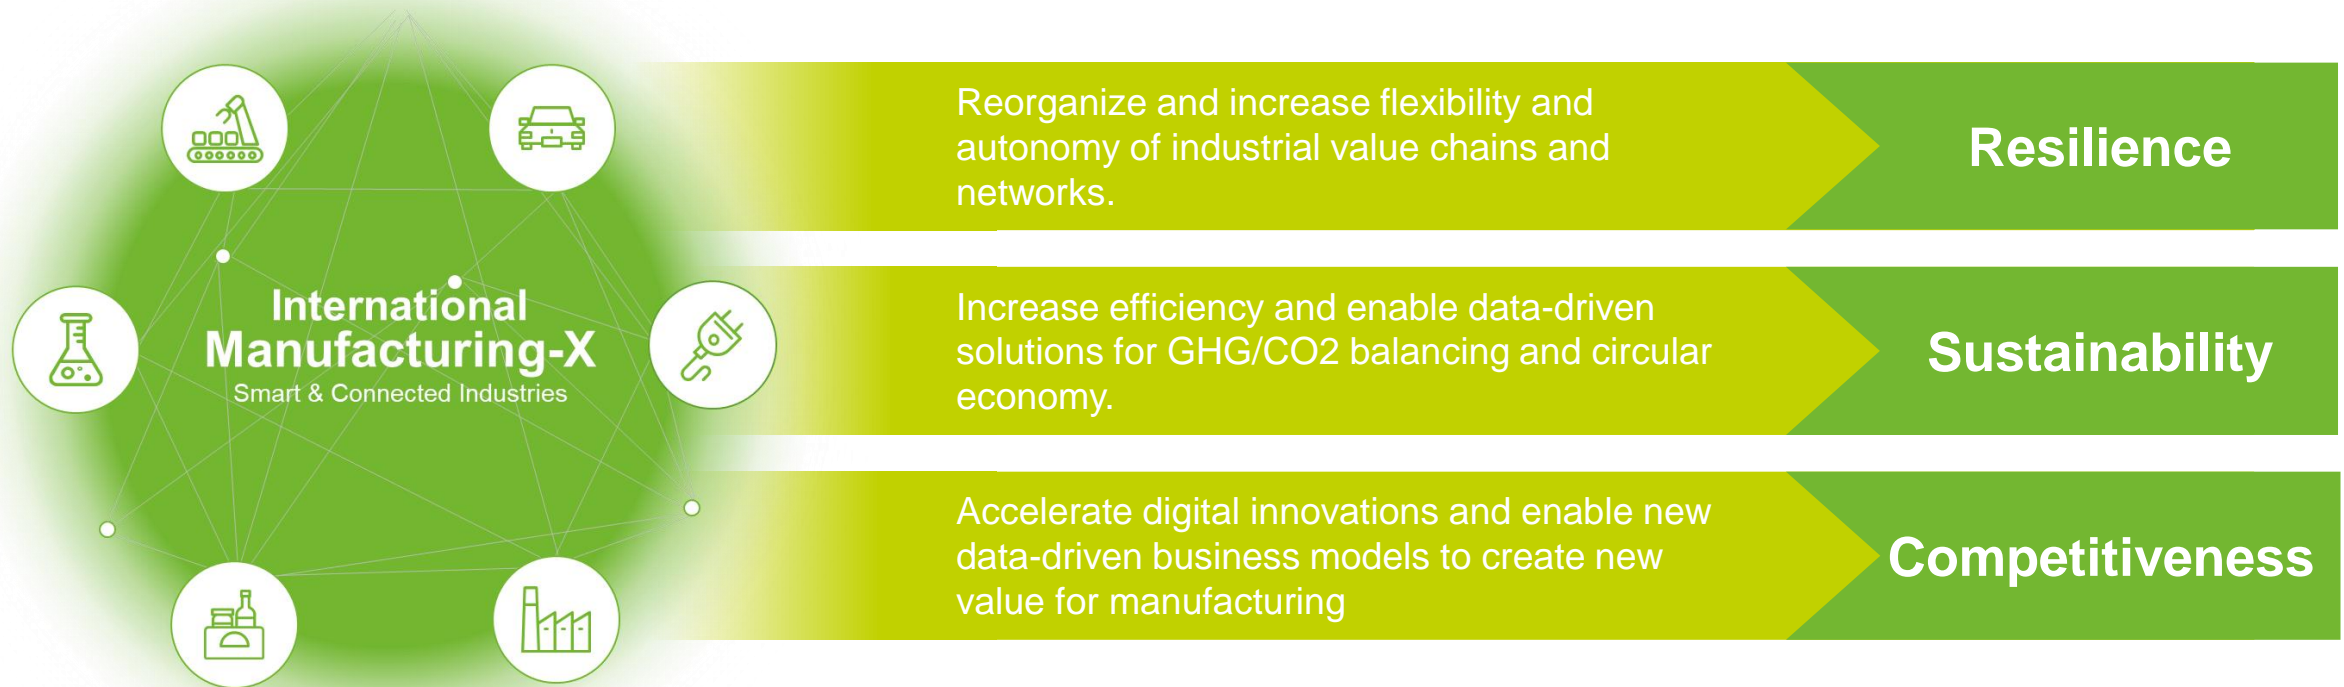 International
Manufacturing-X
Smart & Connected Industries
Reorganize and increase flexibility and
autonomy of industrial value chains and
networks.
Resilience
Increase efficiency and enable data-driven
solutions for GHG/CO2 balancing and circular
economy.
Sustainability
Accelerate digital innovations and enable new
data-driven business models to create new
value for manufacturing
Competitiveness